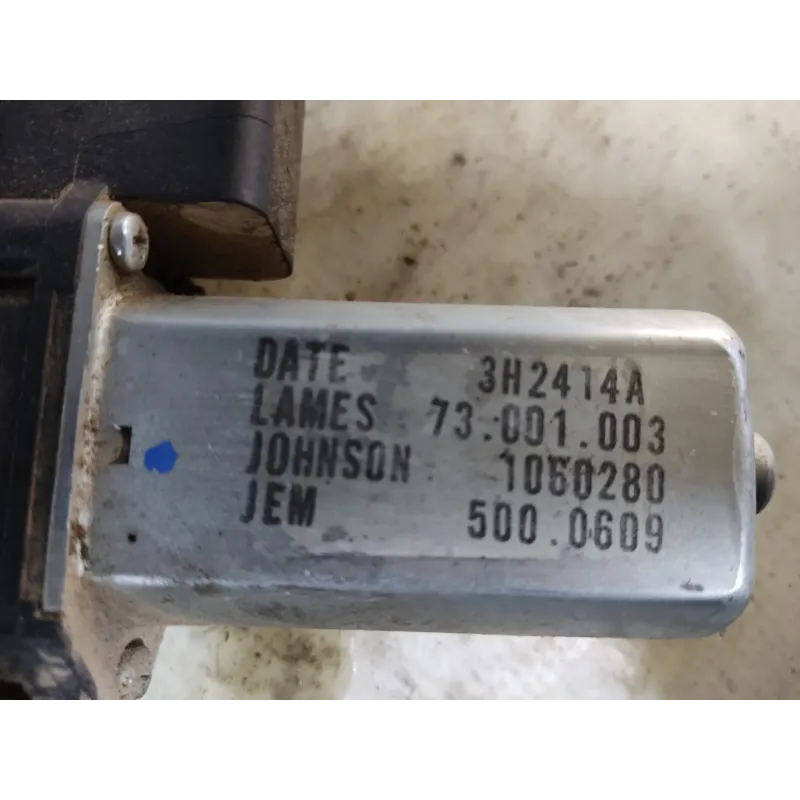 DATE 3H2414A
LAMES 73.001.003
JOHNSON 1060280
JEM 500.0609